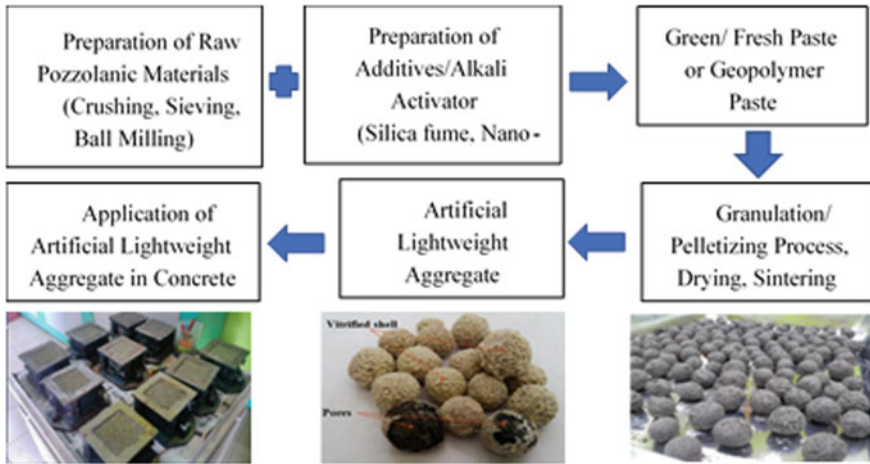 Preparation of Raw
Pozzolanic Materials
(Crushing, Sieving,
Ball Milling)
Preparation of
Additives/Alkali
Activator
(Silica fume, Nano-
Green/ Fresh Paste
or Geopolymer
Paste
Granulation/
Pelletizing Process,
Drying, Sintering
Artificial
Lightweight
Aggregate
Application of
Artificial Lightweight
Aggregate in Concrete
Vitrified shell
Pores